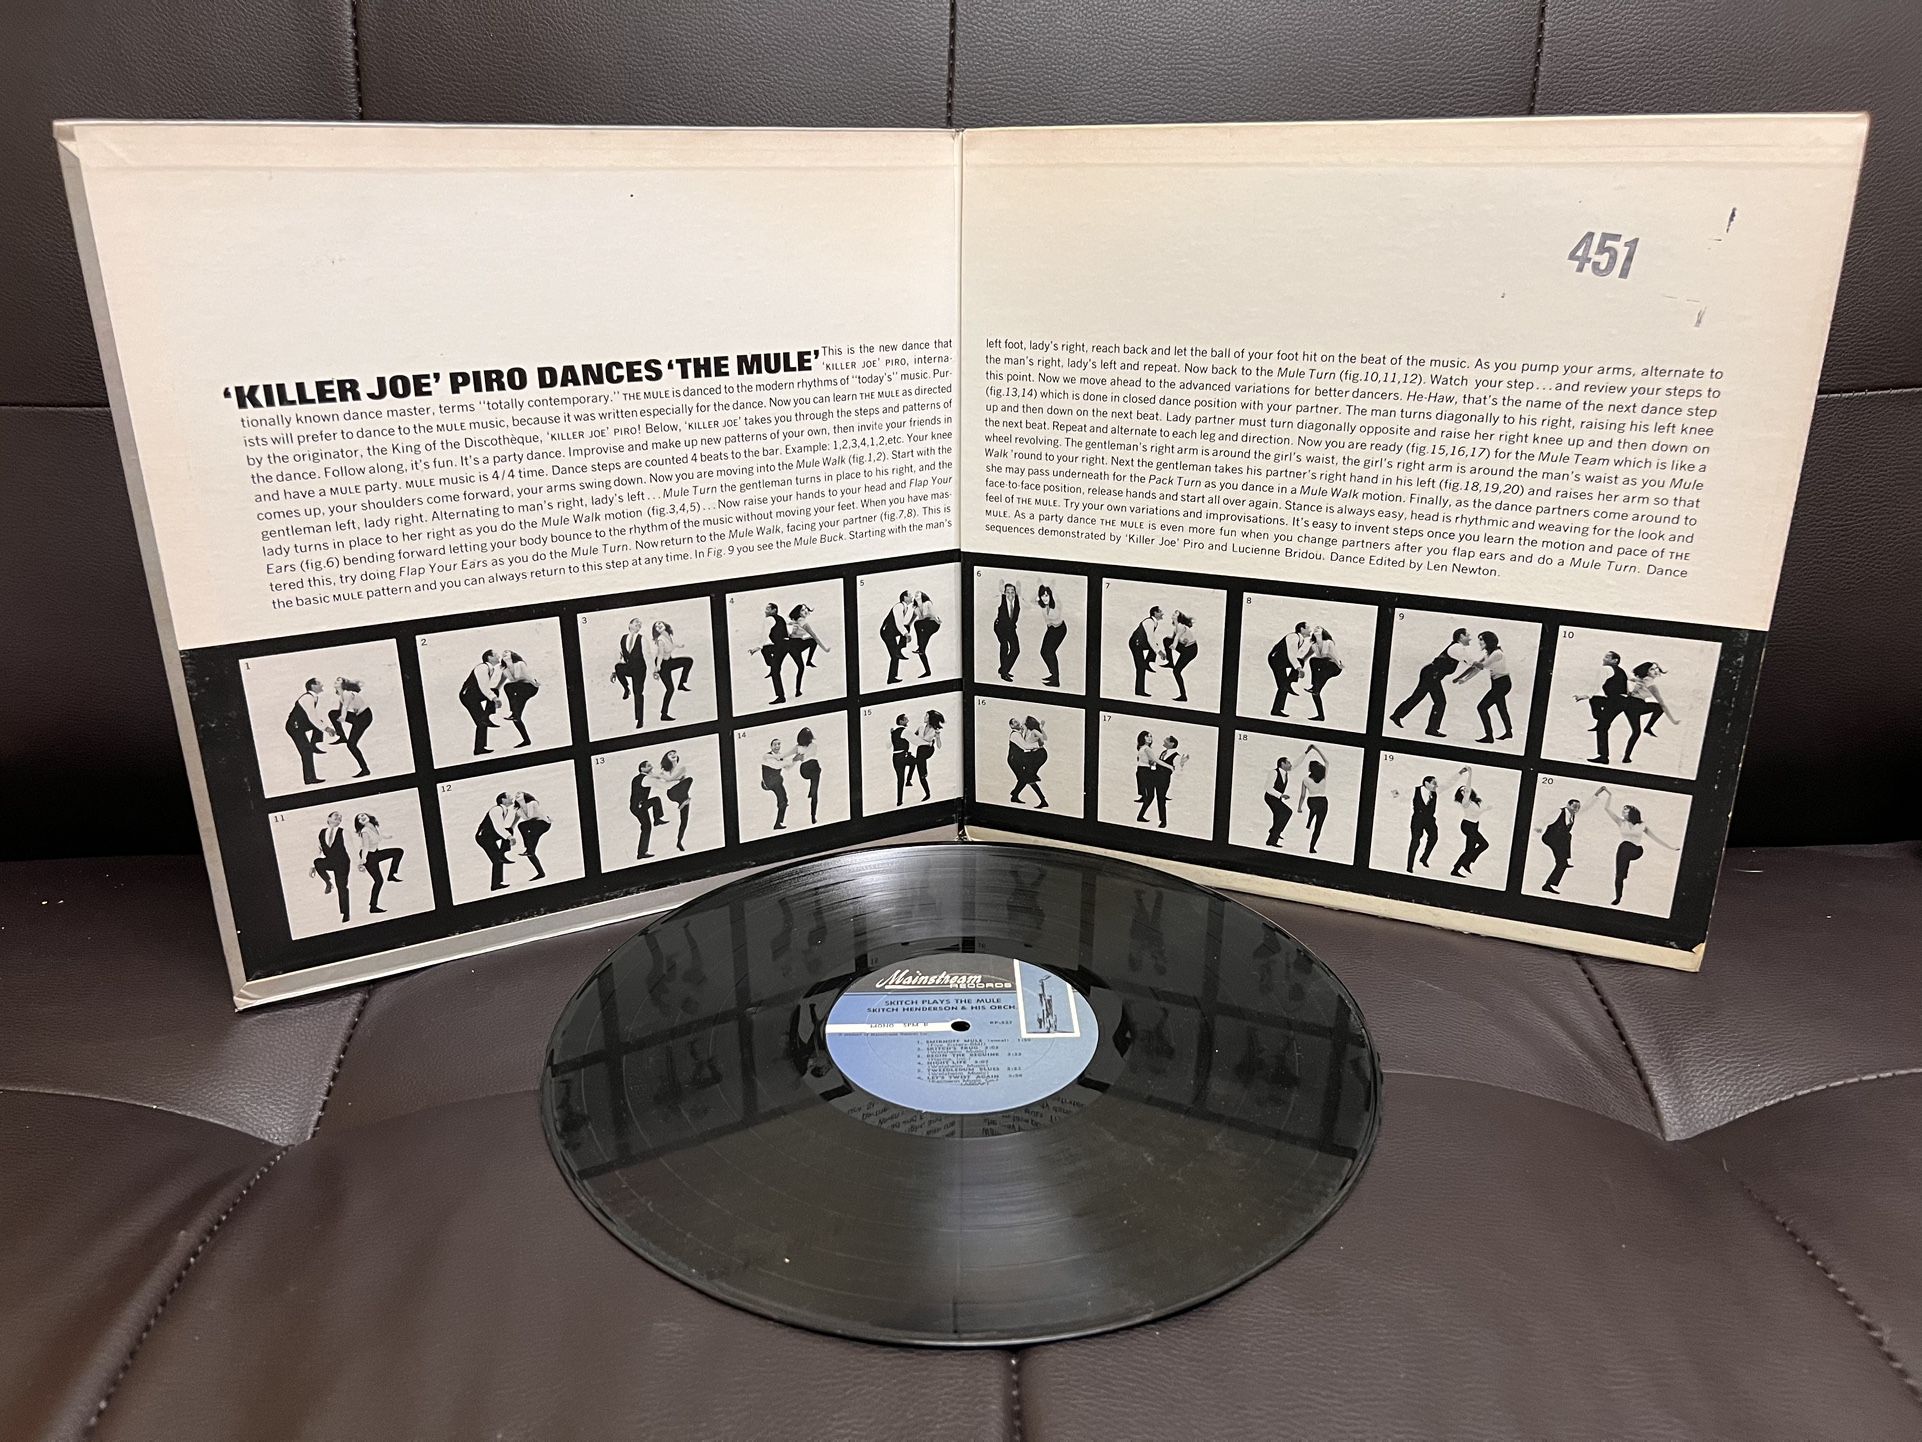 'KILLER JOE' PIRO DANCES 'THE MULE' This is the new dance that
'KILLER JOE' PIRO, interna-
tionally known dance master, terms "totally contemporary." THE MULE is danced to the modern rhythms of "today's" music. Pur-
ists will prefer to dance to the MULE music, because it was written especially for the dance. Now you can learn THE MULE as directed
by the originator, the King of the Discothèque, 'KILLER JOE' PIRO! Below, 'KILLER JOE' takes you through the steps and patterns of
the dance. Follow along, it's fun. It's a party dance. Improvise and make up new patterns of your own, then invite your friends in
and have a MULE party. MULE music is 4/4 time. Dance steps are counted 4 beats to the bar. Example: 1,2,3,4,1,2,etc. Your knee
comes up, your shoulders come forward, your arms swing down. Now you are moving into the Mule Walk (fig.1,2). Start with the
gentleman left, lady right. Alternating to man's right, lady's left...Mule Turn the gentleman turns in place to his right, and the
lady turns in place to her right as you do the Mule Walk motion (fig.3,4,5)...Now raise your hands to your head and Flap Your
Ears (fig.6) bending forward letting your body bounce to the rhythm of the music without moving your feet. When you have mas-
tered this, try doing Flap Your Ears as you do the Mule Turn. Now return to the Mule Walk, facing your partner (fig.7,8). This is
the basic MULE pattern and you can always return to this step at any time. In Fig. 9 you see the Mule Buck. Starting with the man's
451
left foot, lady's right, reach back and let the ball of your foot hit on the beat of the music. As you pump your arms, alternate to
the man's right, lady's left and repeat. Now back to the Mule Turn (fig.10,11,12). Watch your step...and review your steps to
this point. Now we move ahead to the advanced variations for better dancers. He-Haw, that's the name of the next dance step
(fig.13,14) which is done in closed dance position with your partner. The man turns diagonally to his right, raising his left knee
up and then down on the next beat. Lady partner must turn diagonally opposite and raise her right knee up and then down on
the next beat. Repeat and alternate to each leg and direction. Now you are ready (fig.15,16,17) for the Mule Team which is like a
wheel revolving. The gentleman's right arm is around the girl's waist, the girl's right arm is around the man's waist as you Mule
Walk 'round to your right. Next the gentleman takes his partner's right hand in his left (fig.18,19,20) and raises her arm so that
she may pass underneath for the Pack Turn as you dance in a Mule Walk motion. Finally, as the dance partners come around to
face-to-face position, release hands and start all over again. Stance is always easy, head is rhythmic and weaving for the look and
feel of THE MULE. Try your own variations and improvisations. It's easy to invent steps once you learn the motion and pace of THE
MULE. As a party dance THE MULE is even more fun when you change partners after you flap ears and do a Mule Turn. Dance
sequences demonstrated by 'Killer Joe' Piro and Lucienne Bridou. Dance Edited by Len Newton.
1
2
3
4
5
6
7
8
9
10
11
12
13
14
15
16
17
18
19
20
Mainstream
RECORDS
SKITCH PLAYS THE MULE
SKITCH HENDERSON & HIS ORCH.
MONO
1. SMIRNOFF MULE
2. SKITCH'S FRUG
3. BEGIN THE BEGUINE
4. NIGHT LIFE
5. TWEEDLEDUM BLUES
6. LET'S TWIST AGAIN